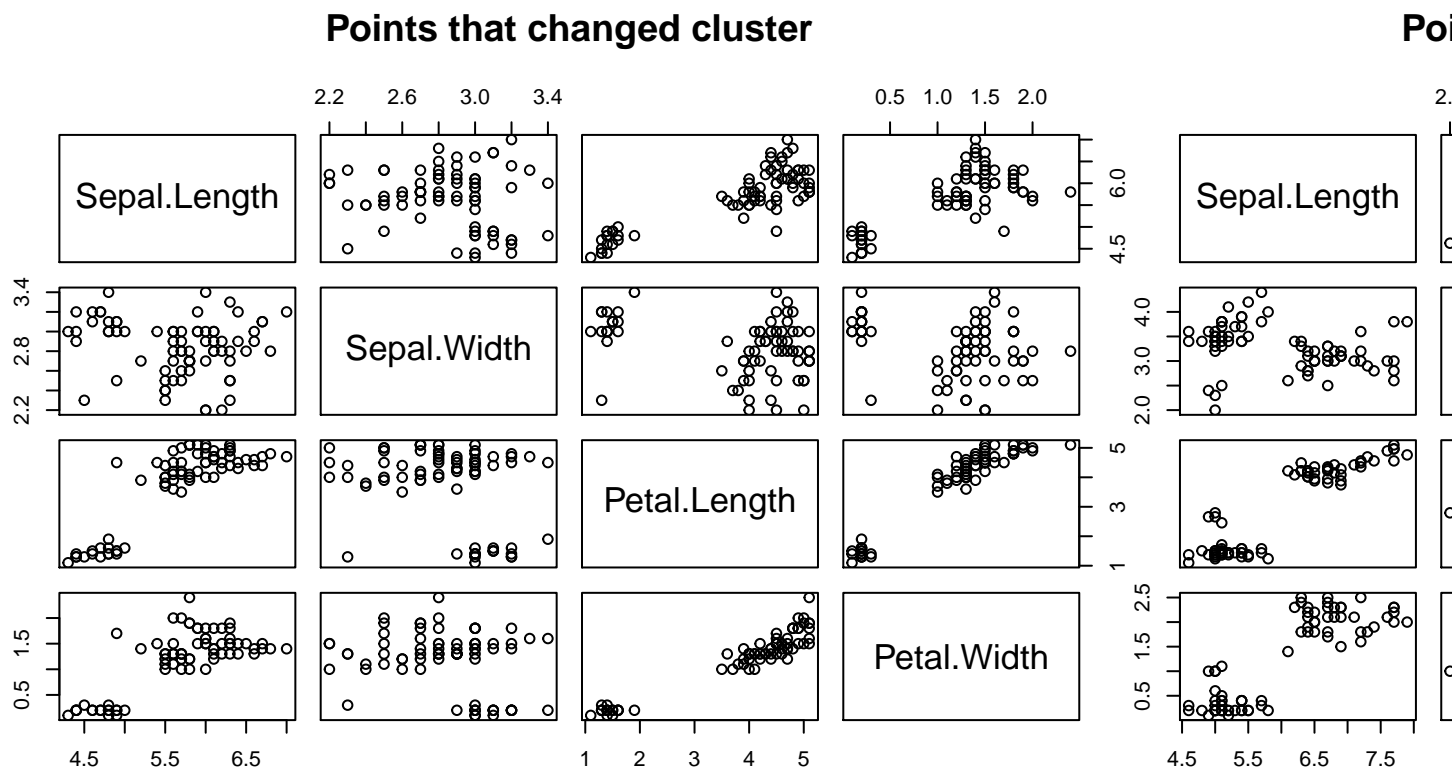 Points that changed cluster
Poi
2.2 2.6 3.0 3.4
0.5 1.0 1.5 2.0
2.
Sepal.Length
4.5 6.0
Sepal.Length
2.2 2.8 3.4
Sepal.Width
2.0 3.0 4.0
Petal.Length
1 3 5
0.5 1.5
Petal.Width
0.5 1.5 2.5
4.5 5.5 6.5
1 2 3 4 5
4.5 5.5 6.5 7.5